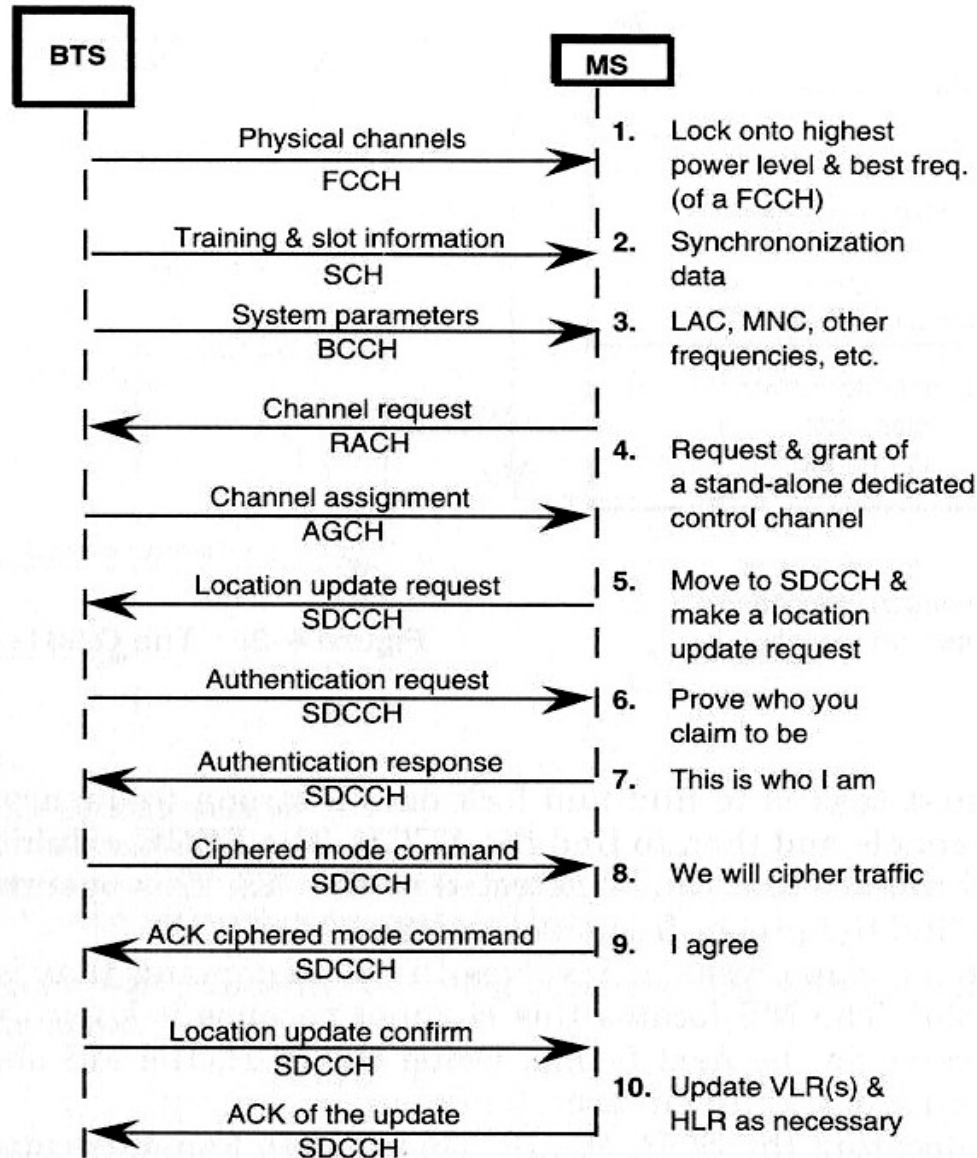 BTS
MS
Physical channels
FCCH
1. Lock onto highest
power level & best freq.
(of a FCCH)
Training & slot information
SCH
2. Synchrononization
data
System parameters
BCCH
3. LAC, MNC, other
frequencies, etc.
Channel request
RACH
4. Request & grant of
a stand-alone dedicated
control channel
Channel assignment
AGCH
Location update request
SDCCH
5. Move to SDCCH &
make a location
update request
Authentication request
SDCCH
6. Prove who you
claim to be
Authentication response
SDCCH
7. This is who I am
Ciphered mode command
SDCCH
8. We will cipher traffic
ACK ciphered mode command
SDCCH
9. I agree
Location update confirm
SDCCH
10. Update VLR(s) &
HLR as necessary
ACK of the update
SDCCH